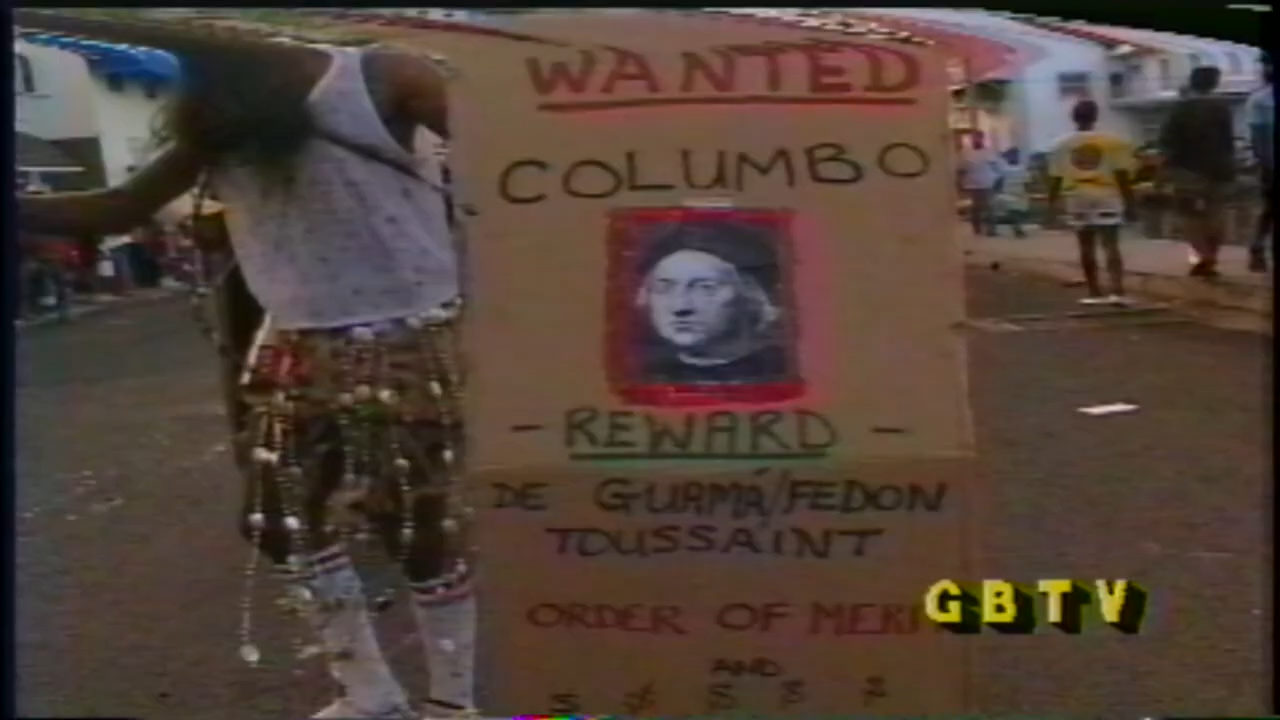 WANTED
COLUMBO
- REWARD -
DE GUAMÁ/FEDON
TOUSSAINT
ORDER OF MERI
AND
GBTV